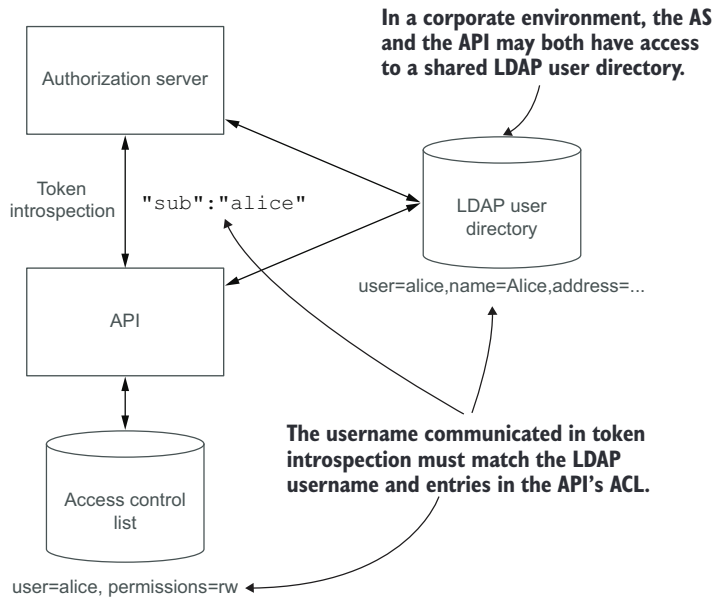 In a corporate environment, the AS
and the API may both have access
to a shared LDAP user directory.
Authorization server
Token
introspection
"sub":"alice"
LDAP user
directory
user=alice,name=Alice,address=...
API
The username communicated in token
introspection must match the LDAP
username and entries in the API’s ACL.
Access control
list
user=alice, permissions=rw